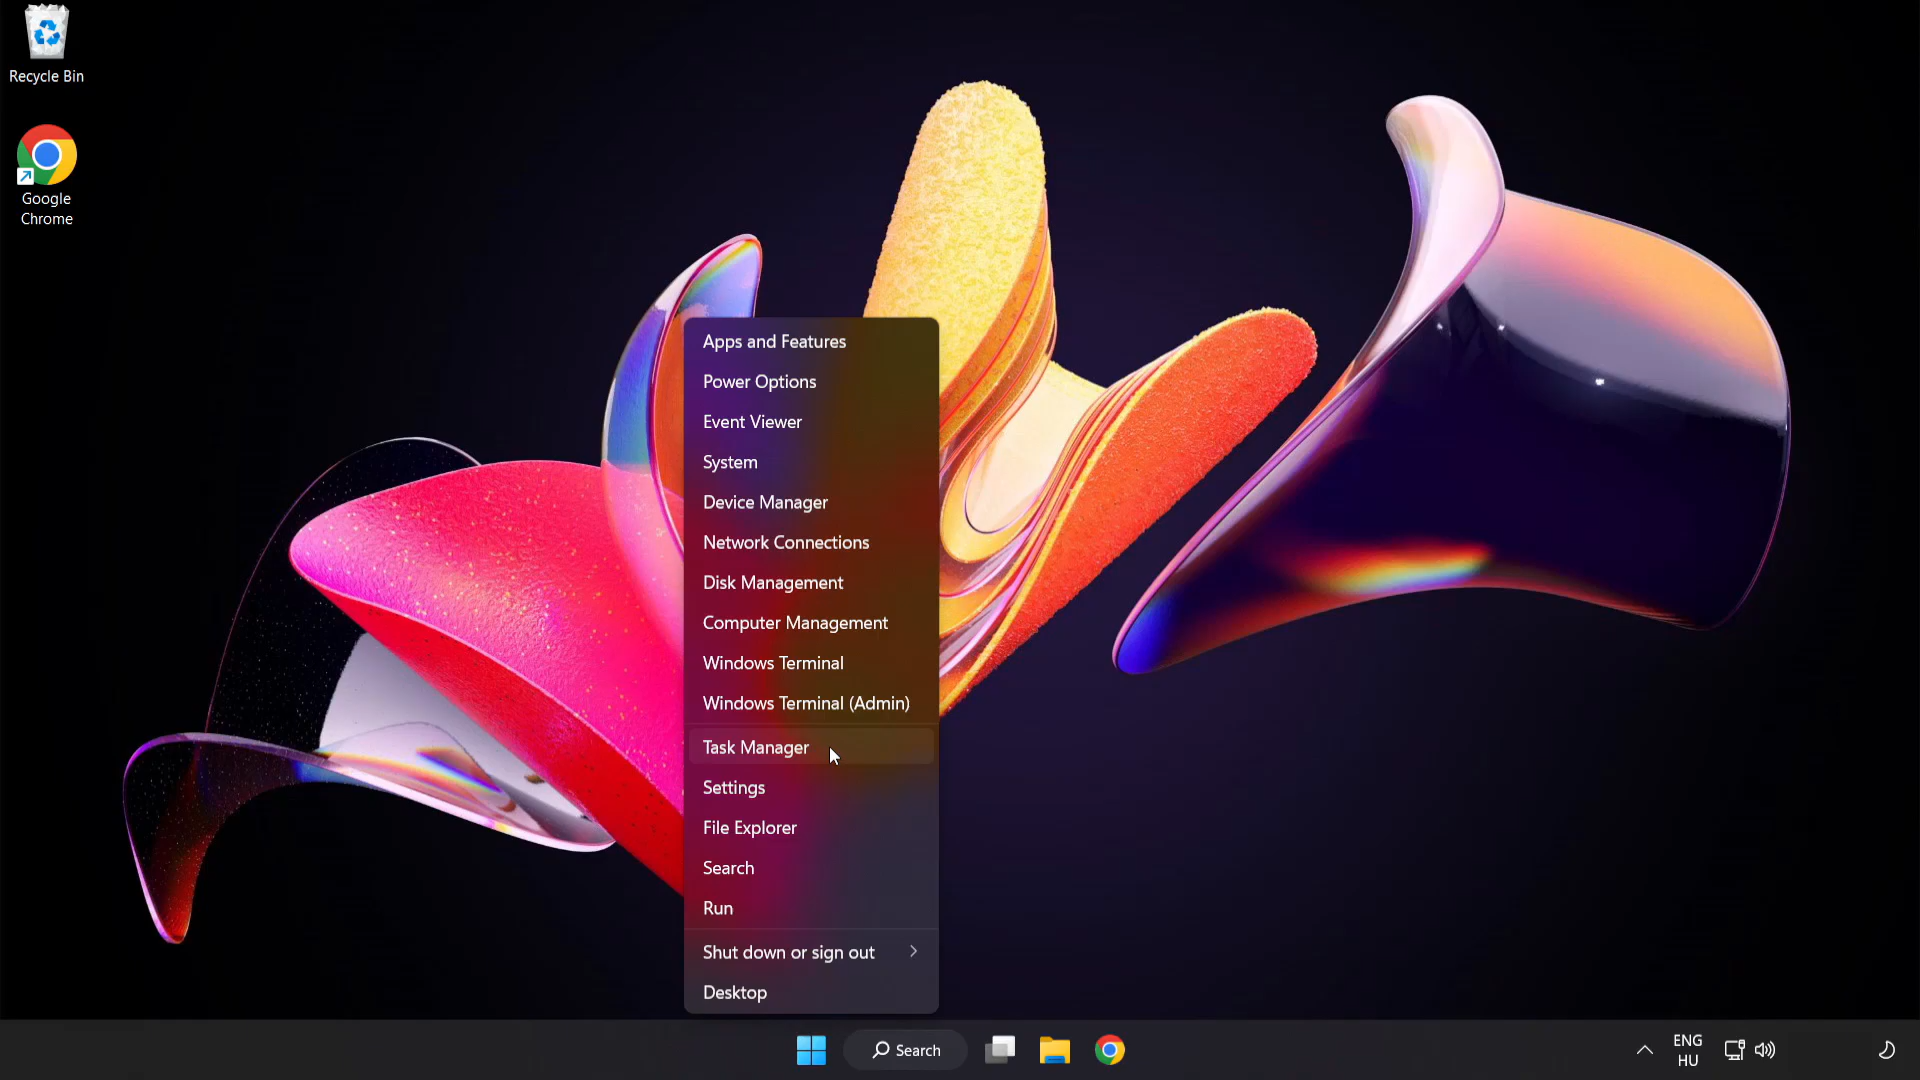 Recycle Bin
Google
Chrome
Apps and Features
Power Options
Event Viewer
System
Device Manager
Network Connections
Disk Management
Computer Management
Windows Terminal
Windows Terminal (Admin)
Task Manager
Settings
File Explorer
Search
Run
Shut down or sign out
Desktop
Search
ENG
HU